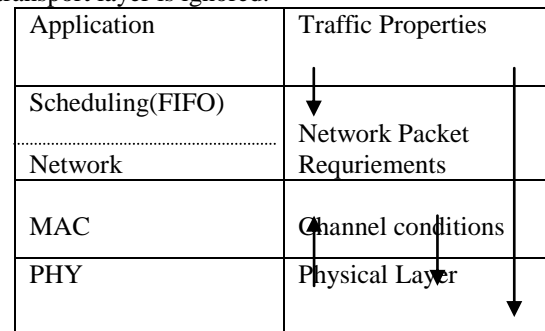 transport layer is ignored.
Application Traffic Properties
Scheduling(FIFO)
Network Packet
Network Requriements
MAC Channel conditions
PHY Physical Layer